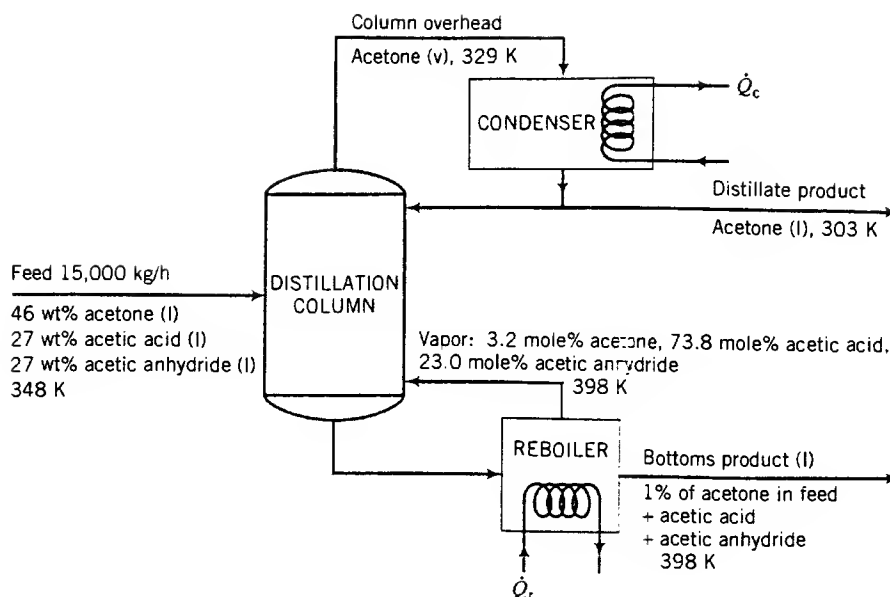 Column overhead
Acetone (v), 329 K
Q̇c
CONDENSER
Distillate product
Acetone (l), 303 K
Feed 15,000 kg/h
46 wt% acetone (l)
27 wt% acetic acid (l)
27 wt% acetic anhydride (l)
348 K
DISTILLATION
COLUMN
Vapor: 3.2 mole% acetone, 73.8 mole% acetic acid,
23.0 mole% acetic anhydride
398 K
REBOILER
Bottoms product (l)
1% of acetone in feed
+ acetic acid
+ acetic anhydride
398 K
Q̇r